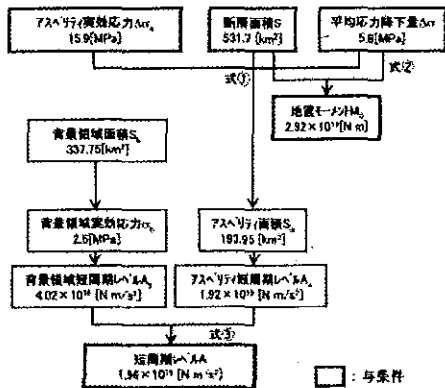 アスペリティ実効応力Δσa
15.9[MPa]
断層面積S
531.7[km²]
平均応力降下量Δσ
5.8[MPa]
式①
式②
地震モーメントM₀
2.92×10¹⁹[N m]
背景領域面積Sb
337.75[km²]
背景領域実効応力σb
2.5[MPa]
アスペリティ面積Sa
193.95[km²]
背景領域短周期レベルAb
4.02×10¹⁸[N m/s²]
アスペリティ短周期レベルAa
1.92×10¹⁹[N m/s²]
式③
短周期レベルA
1.96×10¹⁹[N m/s²]
：与条件